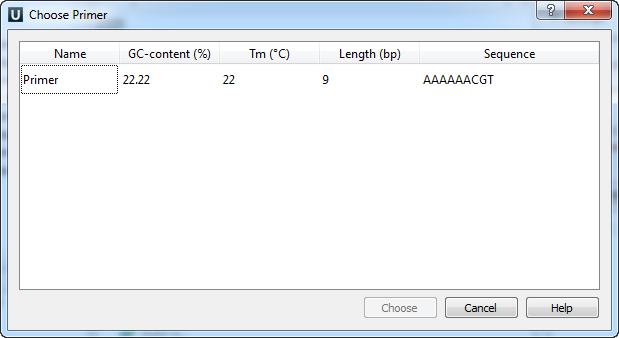 U Choose Primer
Name GC-content (%) Tm (°C) Length (bp) Sequence
Primer 22.22 22 9 AAAAAACGT
Choose Cancel Help